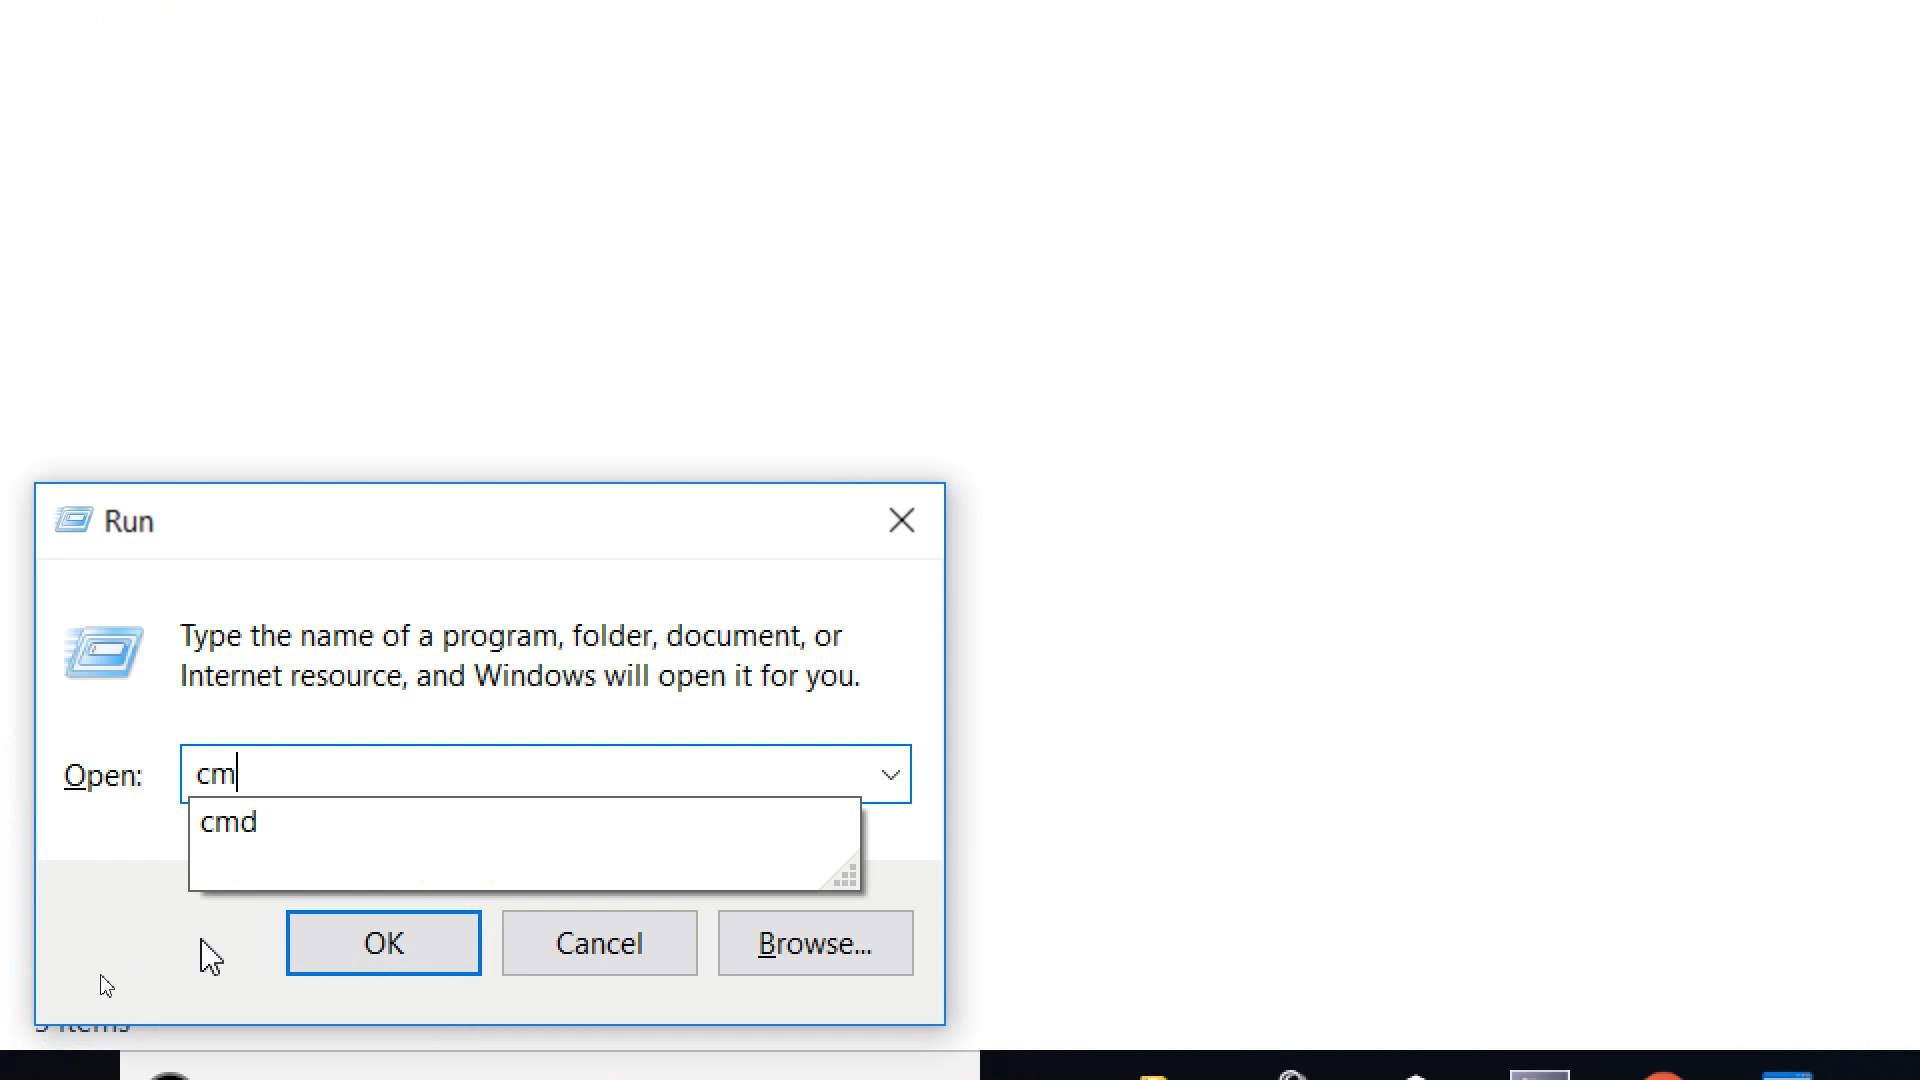 Run
Type the name of a program, folder, document, or
Internet resource, and Windows will open it for you.
Open: cm
cmd
OK Cancel Browse...
items